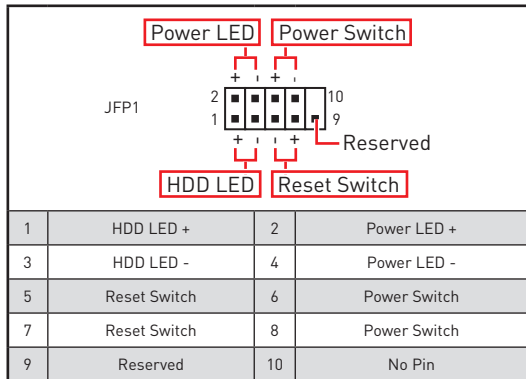 Power LED Power Switch
+ - + -
2 10
JFP1
1 9
+ - - +
Reserved
HDD LED Reset Switch
1 HDD LED + 2 Power LED +
3 HDD LED - 4 Power LED -
5 Reset Switch 6 Power Switch
7 Reset Switch 8 Power Switch
9 Reserved 10 No Pin